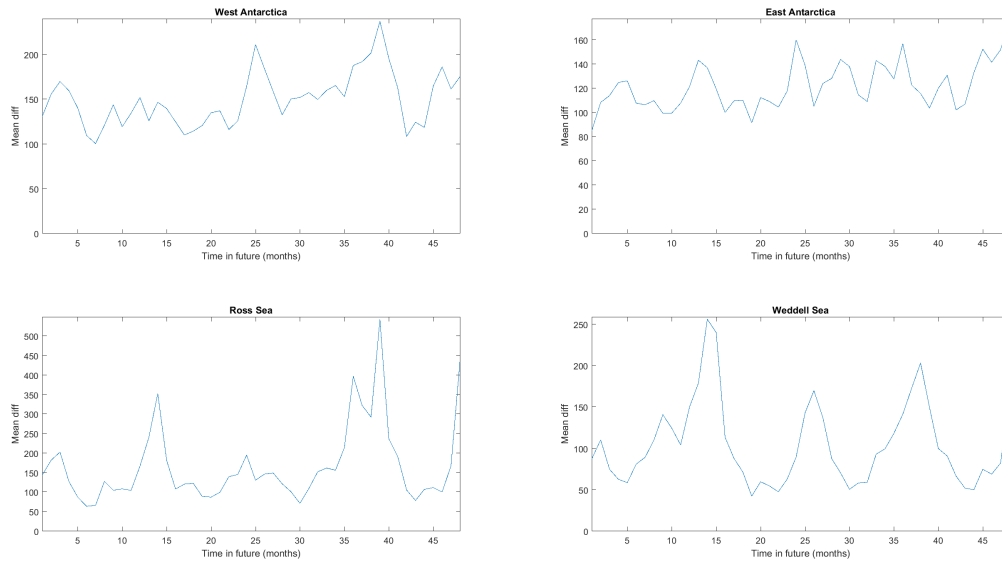 West Antarctica
Mean diff
200
150
100
50
0
5 10 15 20 25 30 35 40 45
Time in future (months)
East Antarctica
Mean diff
160
140
120
100
80
60
40
20
0
5 10 15 20 25 30 35 40 45
Time in future (months)
Ross Sea
Mean diff
500
450
400
350
300
250
200
150
100
50
0
5 10 15 20 25 30 35 40 45
Time in future (months)
Weddell Sea
Mean diff
250
200
150
100
50
0
5 10 15 20 25 30 35 40 45
Time in future (months)